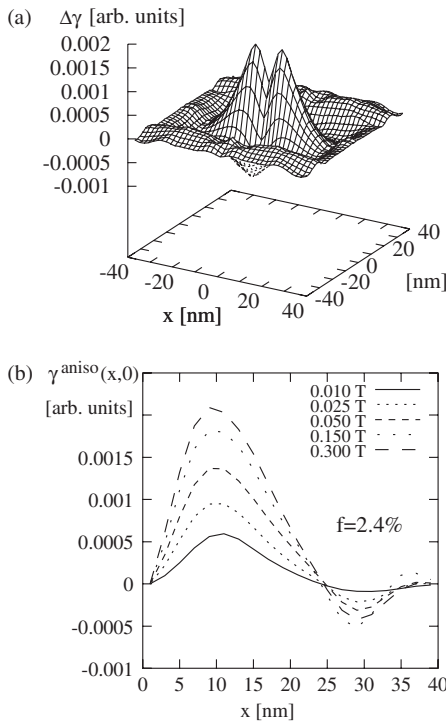 (a) Δγ [arb. units]
0.002
0.0015
0.001
0.0005
0
-0.0005
-0.001
-40 -20 0 20 40
x [nm]
-40 -20 0 20 40
[nm]
(b) γ^aniso(x,0)
[arb. units]
0.010 T
0.025 T
0.050 T
0.150 T
0.300 T
f=2.4%
0.0015
0.001
0.0005
0
-0.0005
-0.001
0 5 10 15 20 25 30 35 40
x [nm]